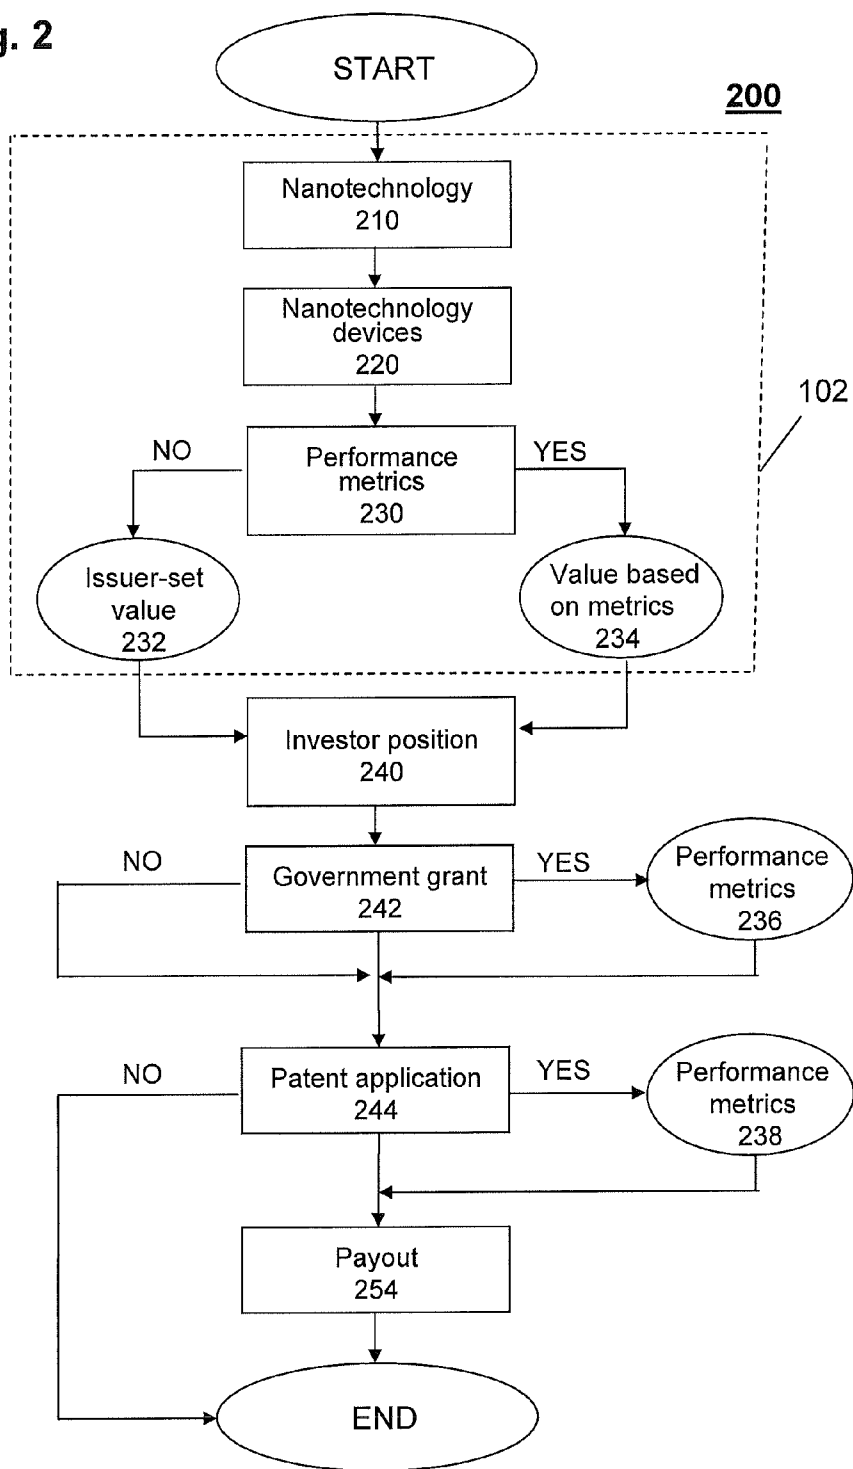 g. 2
START
200
Nanotechnology
210
Nanotechnology
devices
220
102
NO
Performance
metrics
230
YES
Issuer-set
value
232
Value based
on metrics
234
Investor position
240
NO
Government grant
242
YES
Performance
metrics
236
NO
Patent application
244
YES
Performance
metrics
238
Payout
254
END